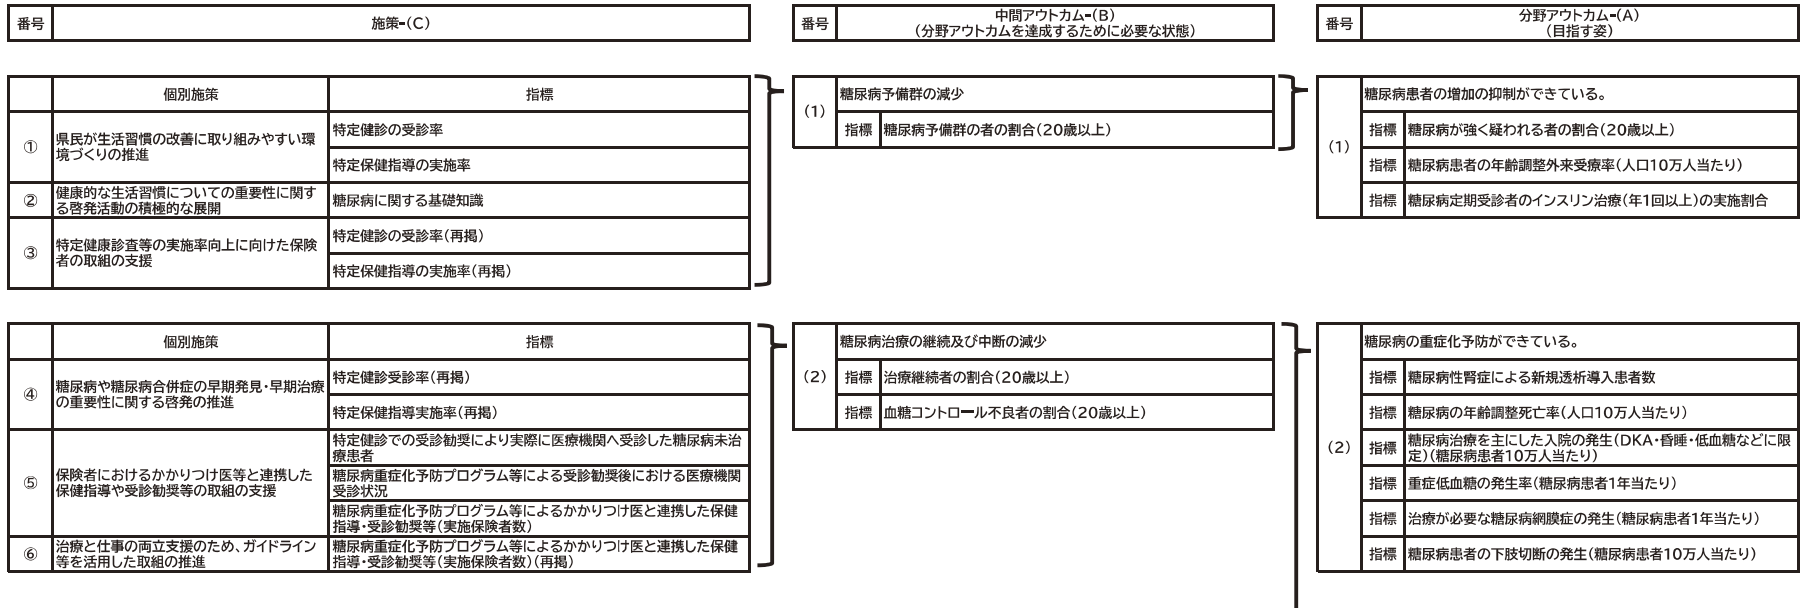 番号
施策-(C)
番号
中間アウトカム-(B)
(分野アウトカムを達成するために必要な状態)
番号
分野アウトカム-(A)
(目指す姿)
個別施策
指標
①
県民が生活習慣の改善に取り組みやすい環
境づくりの推進
特定健診の受診率
特定保健指導の実施率
②
健康的な生活習慣についての重要性に関す
る啓発活動の積極的な展開
糖尿病に関する基礎知識
③
特定健康診査等の実施率向上に向けた保険
者の取組の支援
特定健診の受診率(再掲)
特定保健指導の実施率(再掲)
(1)
糖尿病予備群の減少
指標
糖尿病予備群の者の割合(20歳以上)
(1)
糖尿病患者の増加の抑制ができている。
指標
糖尿病が強く疑われる者の割合(20歳以上)
指標
糖尿病患者の年齢調整外来受療率(人口10万人当たり)
指標
糖尿病定期受診者のインスリン治療(年1回以上)の実施割合
個別施策
指標
④
糖尿病や糖尿病合併症の早期発見・早期治療
の重要性に関する啓発の推進
特定健診受診率(再掲)
特定保健指導実施率(再掲)
⑤
保険者におけるかかりつけ医等と連携した
保健指導や受診勧奨等の取組の支援
特定健診での受診勧奨により実際に医療機関へ受診した糖尿病未治
療患者
糖尿病重症化予防プログラム等による受診勧奨後における医療機関
受診状況
糖尿病重症化予防プログラム等によるかかりつけ医と連携した保健
指導・受診勧奨等(実施保険者数)
⑥
治療と仕事の両立支援のため、ガイドライン
等を活用した取組の推進
糖尿病重症化予防プログラム等によるかかりつけ医と連携した保健
指導・受診勧奨等(実施保険者数)(再掲)
(2)
糖尿病治療の継続及び中断の減少
指標
治療継続者の割合(20歳以上)
指標
血糖コントロール不良者の割合(20歳以上)
(2)
糖尿病の重症化予防ができている。
指標
糖尿病性腎症による新規透析導入患者数
指標
糖尿病の年齢調整死亡率(人口10万人当たり)
指標
糖尿病治療を主にした入院の発生(DKA・昏睡・低血糖などに限
定)(糖尿病患者10万人当たり)
指標
重症低血糖の発生率(糖尿病患者1年当たり)
指標
治療が必要な糖尿病網膜症の発生(糖尿病患者1年当たり)
指標
糖尿病患者の下肢切断の発生(糖尿病患者10万人当たり)